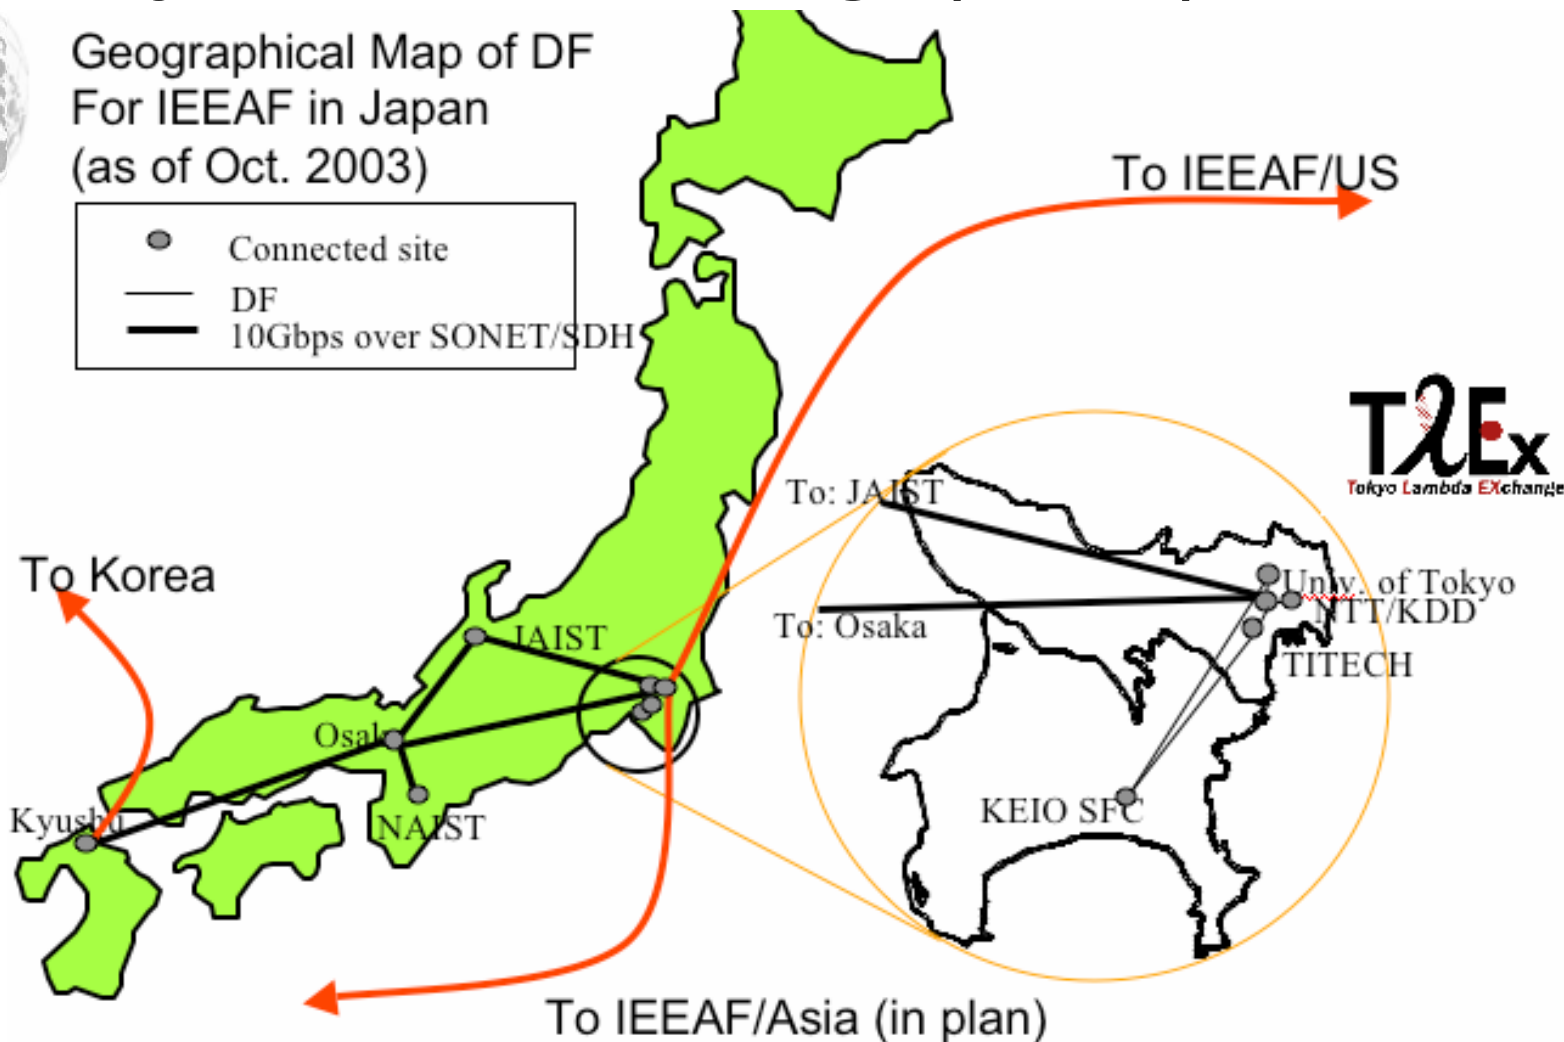 Geographical Map of DF
For IEEAF in Japan
(as of Oct. 2003)
Connected site
DF
10Gbps over SONET/SDH
To IEEAF/US
TλEx
Tokyo Lambda EXchange
To: JAIST
Univ. of Tokyo
NTT/KDD
To: Osaka
TITECH
KEIO SFC
To Korea
JAIST
Osaka
Kyushu
NAIST
To IEEAF/Asia (in plan)